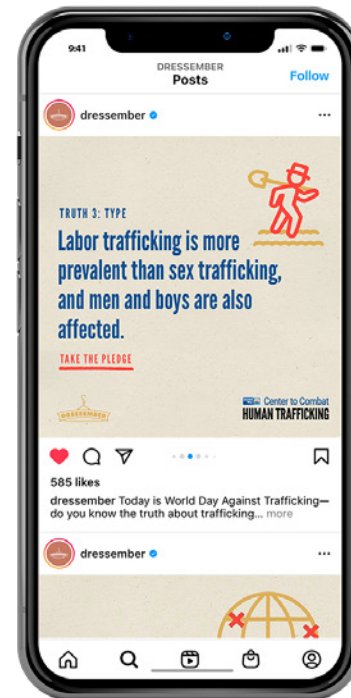 9:41
DRESSEMBER
Posts
Follow
dressember
TRUTH 3: TYPE
Labor trafficking is more
prevalent than sex trafficking,
and men and boys are also
affected.
TAKE THE PLEDGE
DRESSEMBER
Center to Combat
HUMAN TRAFFICKING
585 likes
dressember Today is World Day Against Trafficking—
do you know the truth about trafficking... more
dressember